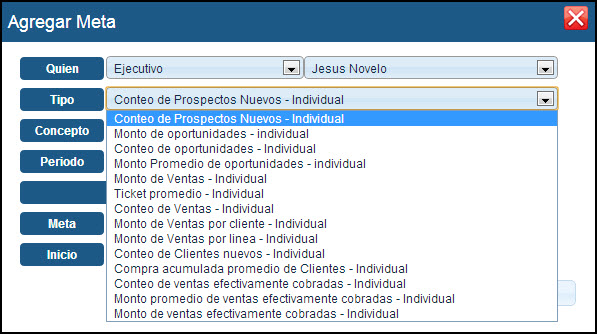 Agregar Meta
Quien Ejecutivo Jesus Novelo
Tipo Conteo de Prospectos Nuevos - Individual
Conteo de Prospectos Nuevos - Individual
Concepto Monto de oportunidades - individual
Conteo de oportunidades - individual
Periodo Monto Promedio de oportunidades - individual
Monto de Ventas - Individual
Ticket promedio - Individual
Conteo de Ventas - Individual
Meta Monto de Ventas por cliente - Individual
Monto de Ventas por linea - Individual
Inicio Conteo de Clientes nuevos - Individual
Compra acumulada promedio de Clientes - Individual
Conteo de ventas efectivamente cobradas - Individual
Monto promedio de ventas efectivamente cobradas - Individual
Monto de ventas efectivamente cobradas - Individual